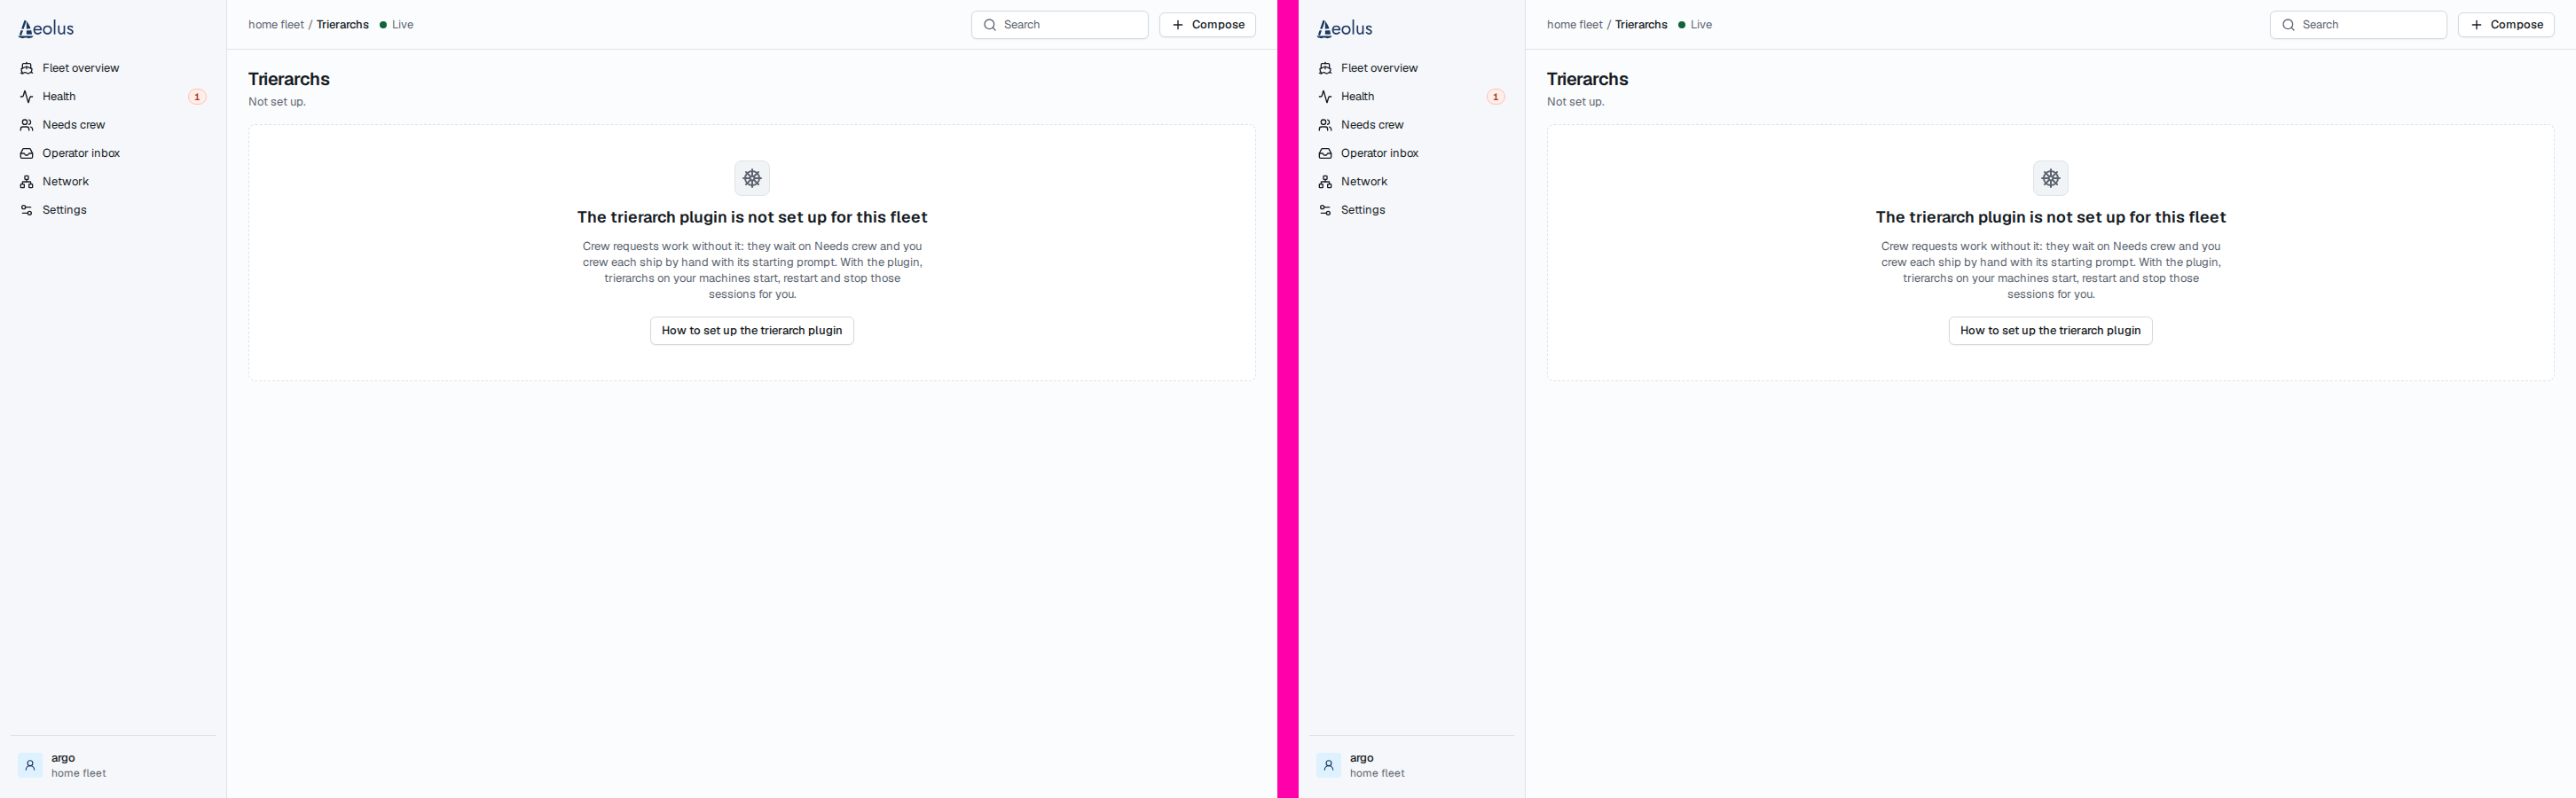 Aeolus
Fleet overview
Health 1
Needs crew
Operator inbox
Network
Settings
argo
home fleet
home fleet / Trierarchs Live
Search
Compose
Trierarchs
Not set up.
The trierarch plugin is not set up for this fleet
Crew requests work without it: they wait on Needs crew and you
crew each ship by hand with its starting prompt. With the plugin,
trierarchs on your machines start, restart and stop those
sessions for you.
How to set up the trierarch plugin
Aeolus
Fleet overview
Health 1
Needs crew
Operator inbox
Network
Settings
argo
home fleet
home fleet / Trierarchs Live
Search
Compose
Trierarchs
Not set up.
The trierarch plugin is not set up for this fleet
Crew requests work without it: they wait on Needs crew and you
crew each ship by hand with its starting prompt. With the plugin,
trierarchs on your machines start, restart and stop those
sessions for you.
How to set up the trierarch plugin